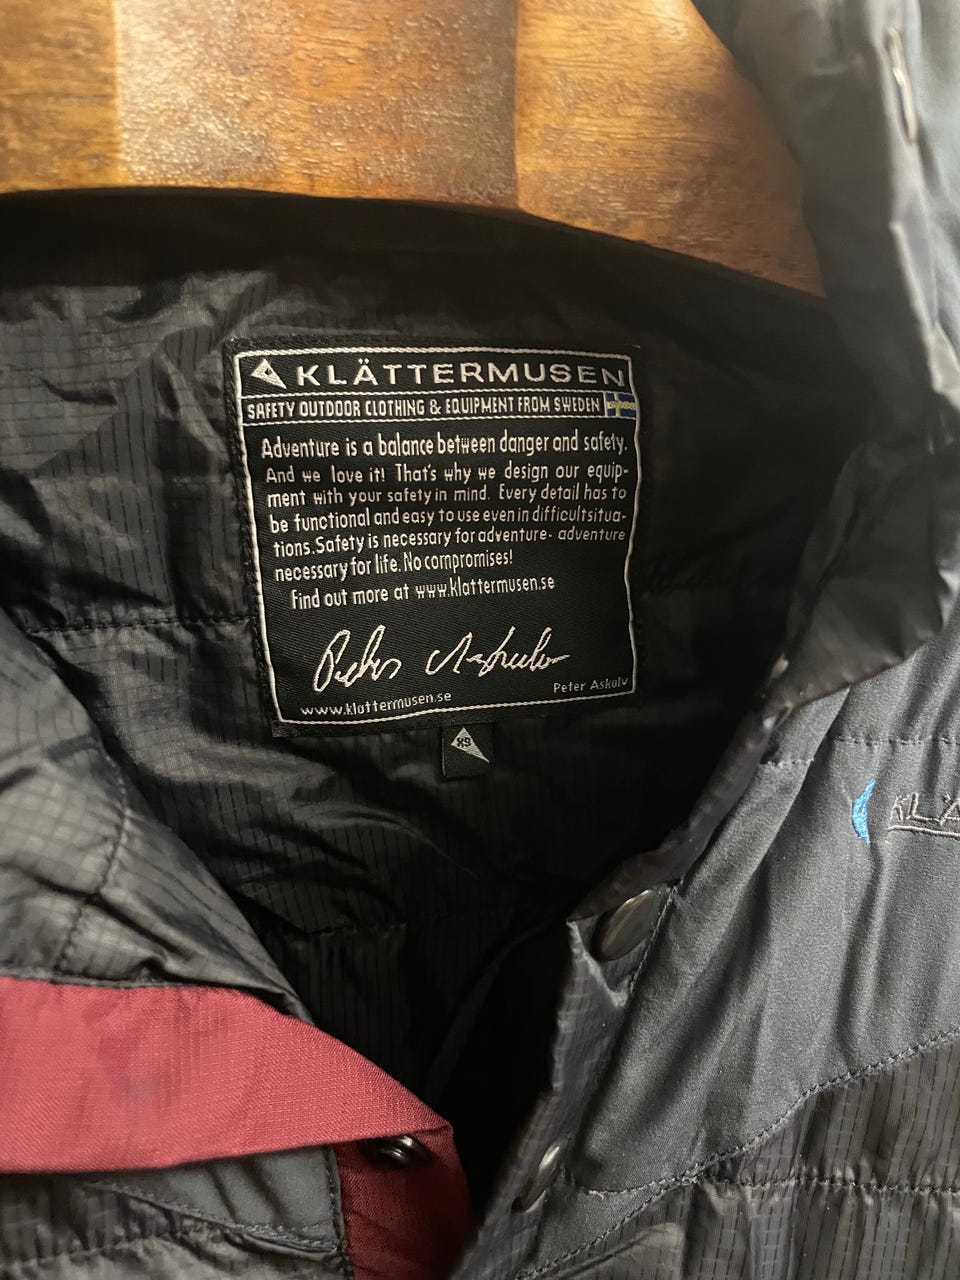 KLÄTTERMUSEN
SAFETY OUTDOOR CLOTHING & EQUIPMENT FROM SWEDEN
Adventure is a balance between danger and safety.
And we love it! That's why we design our equip-
ment with your safety in mind. Every detail has to
be functional and easy to use even in difficultsitua-
tions.Safety is necessary for adventure- adventure
necessary for life. No compromises!
Find out more at www.klattermusen.se
Peter Askulv
www.klattermusen.se
Peter Askulv
XS
KLÄ